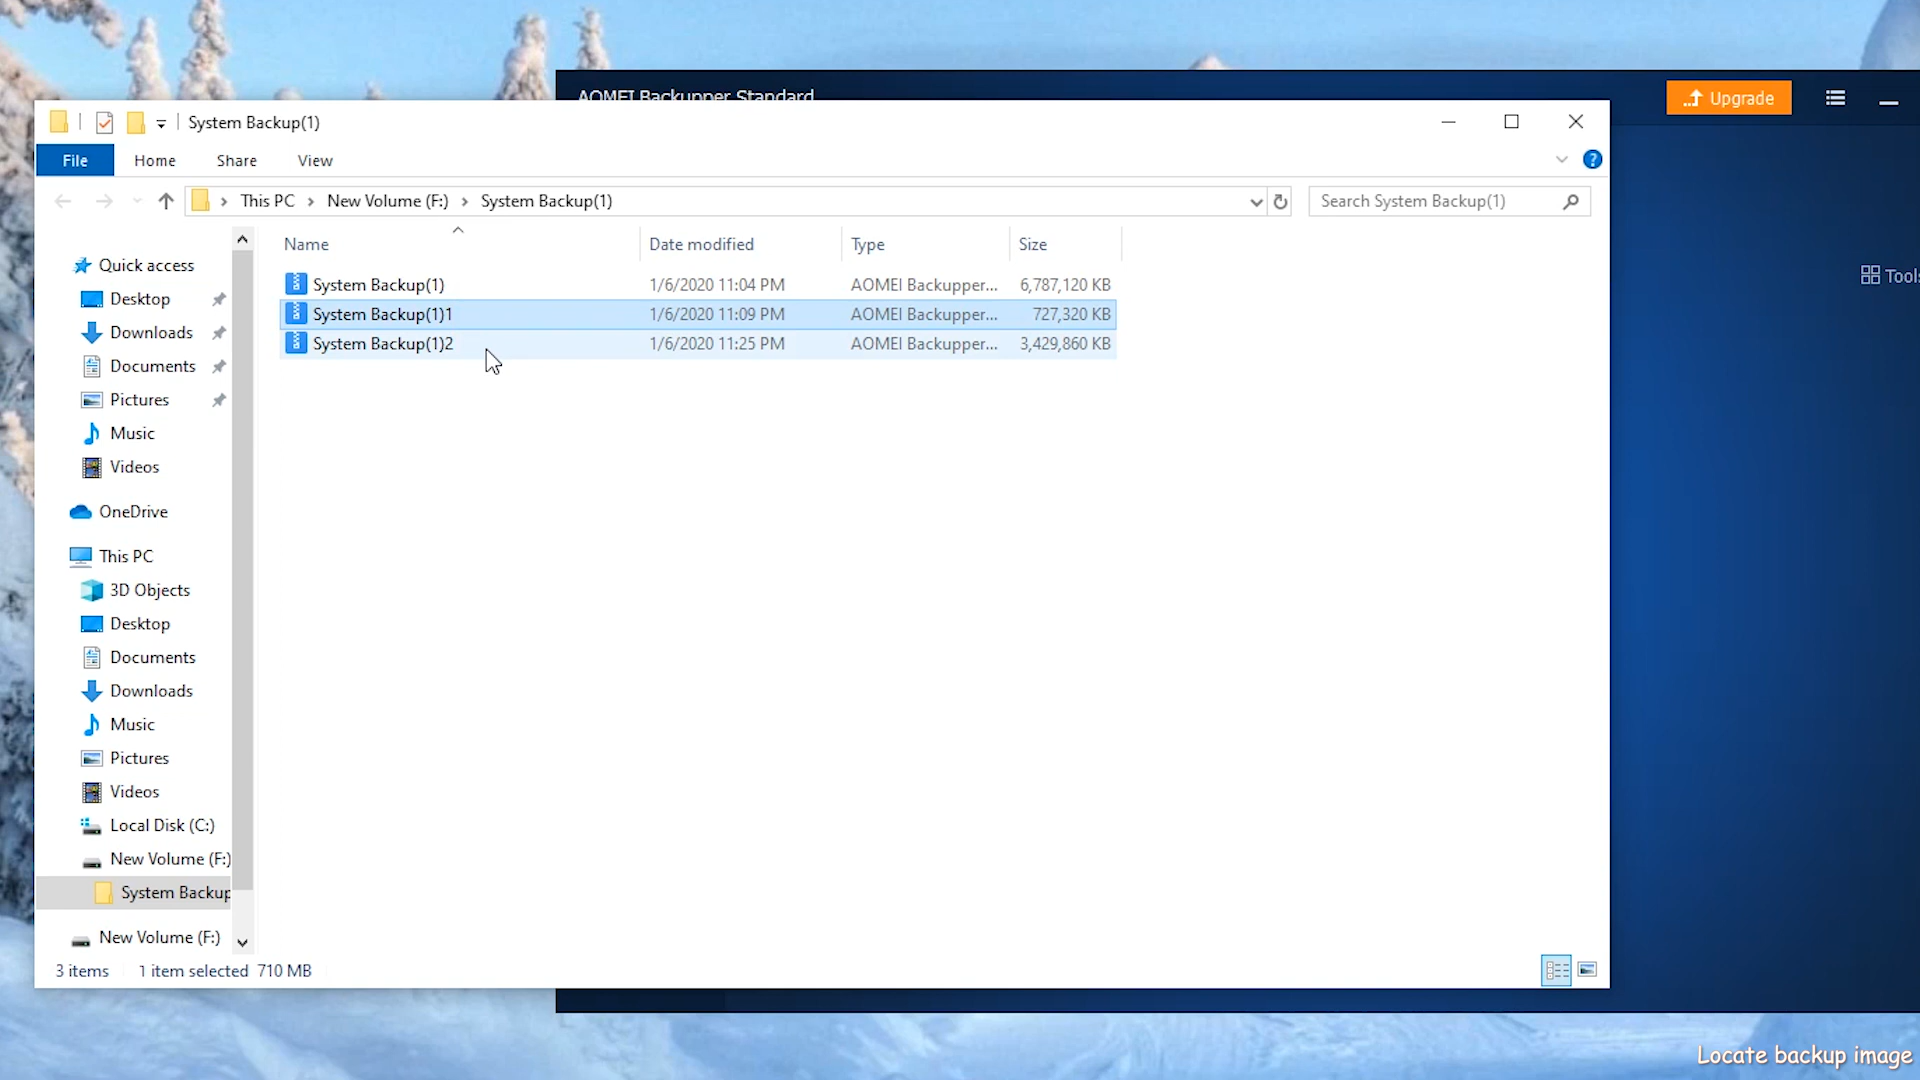 AOMEI Backupper Standard
Upgrade
System Backup(1)
File Home Share View
This PC New Volume (F:) System Backup(1)
Search System Backup(1)
Name Date modified Type Size
System Backup(1) 1/6/2020 11:04 PM AOMEI Backupper... 6,787,120 KB
System Backup(1)1 1/6/2020 11:09 PM AOMEI Backupper... 727,320 KB
System Backup(1)2 1/6/2020 11:25 PM AOMEI Backupper... 3,429,860 KB
Tools
Quick access
Desktop
Downloads
Documents
Pictures
Music
Videos
OneDrive
This PC
3D Objects
Desktop
Documents
Downloads
Music
Pictures
Videos
Local Disk (C:)
New Volume (F:)
System Backup
New Volume (F:)
3 items 1 item selected 710 MB
Locate backup image